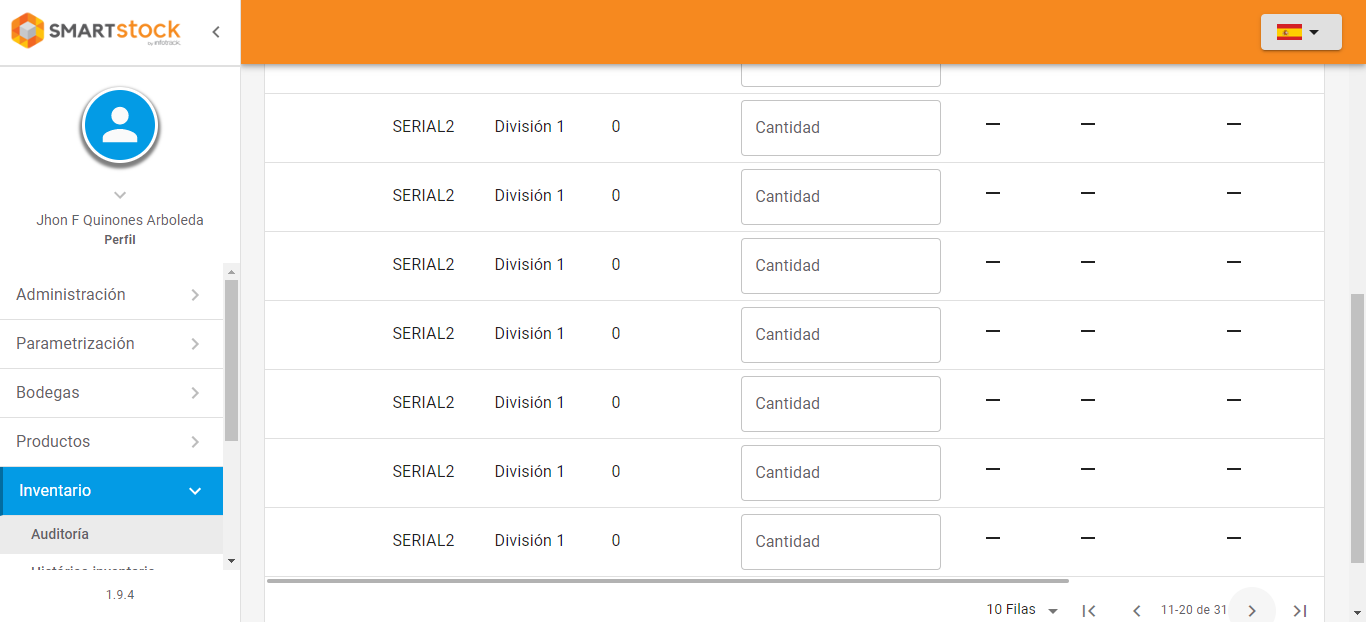 SMARTstock
by infotrack.
Jhon F Quinones Arboleda
Perfil
Administración
Parametrización
Bodegas
Productos
Inventario
Auditoría
Histórico inventario
1.9.4
SERIAL2 División 1 0 Cantidad — — —
SERIAL2 División 1 0 Cantidad — — —
SERIAL2 División 1 0 Cantidad — — —
SERIAL2 División 1 0 Cantidad — — —
SERIAL2 División 1 0 Cantidad — — —
SERIAL2 División 1 0 Cantidad — — —
SERIAL2 División 1 0 Cantidad — — —
10 Filas 11-20 de 31